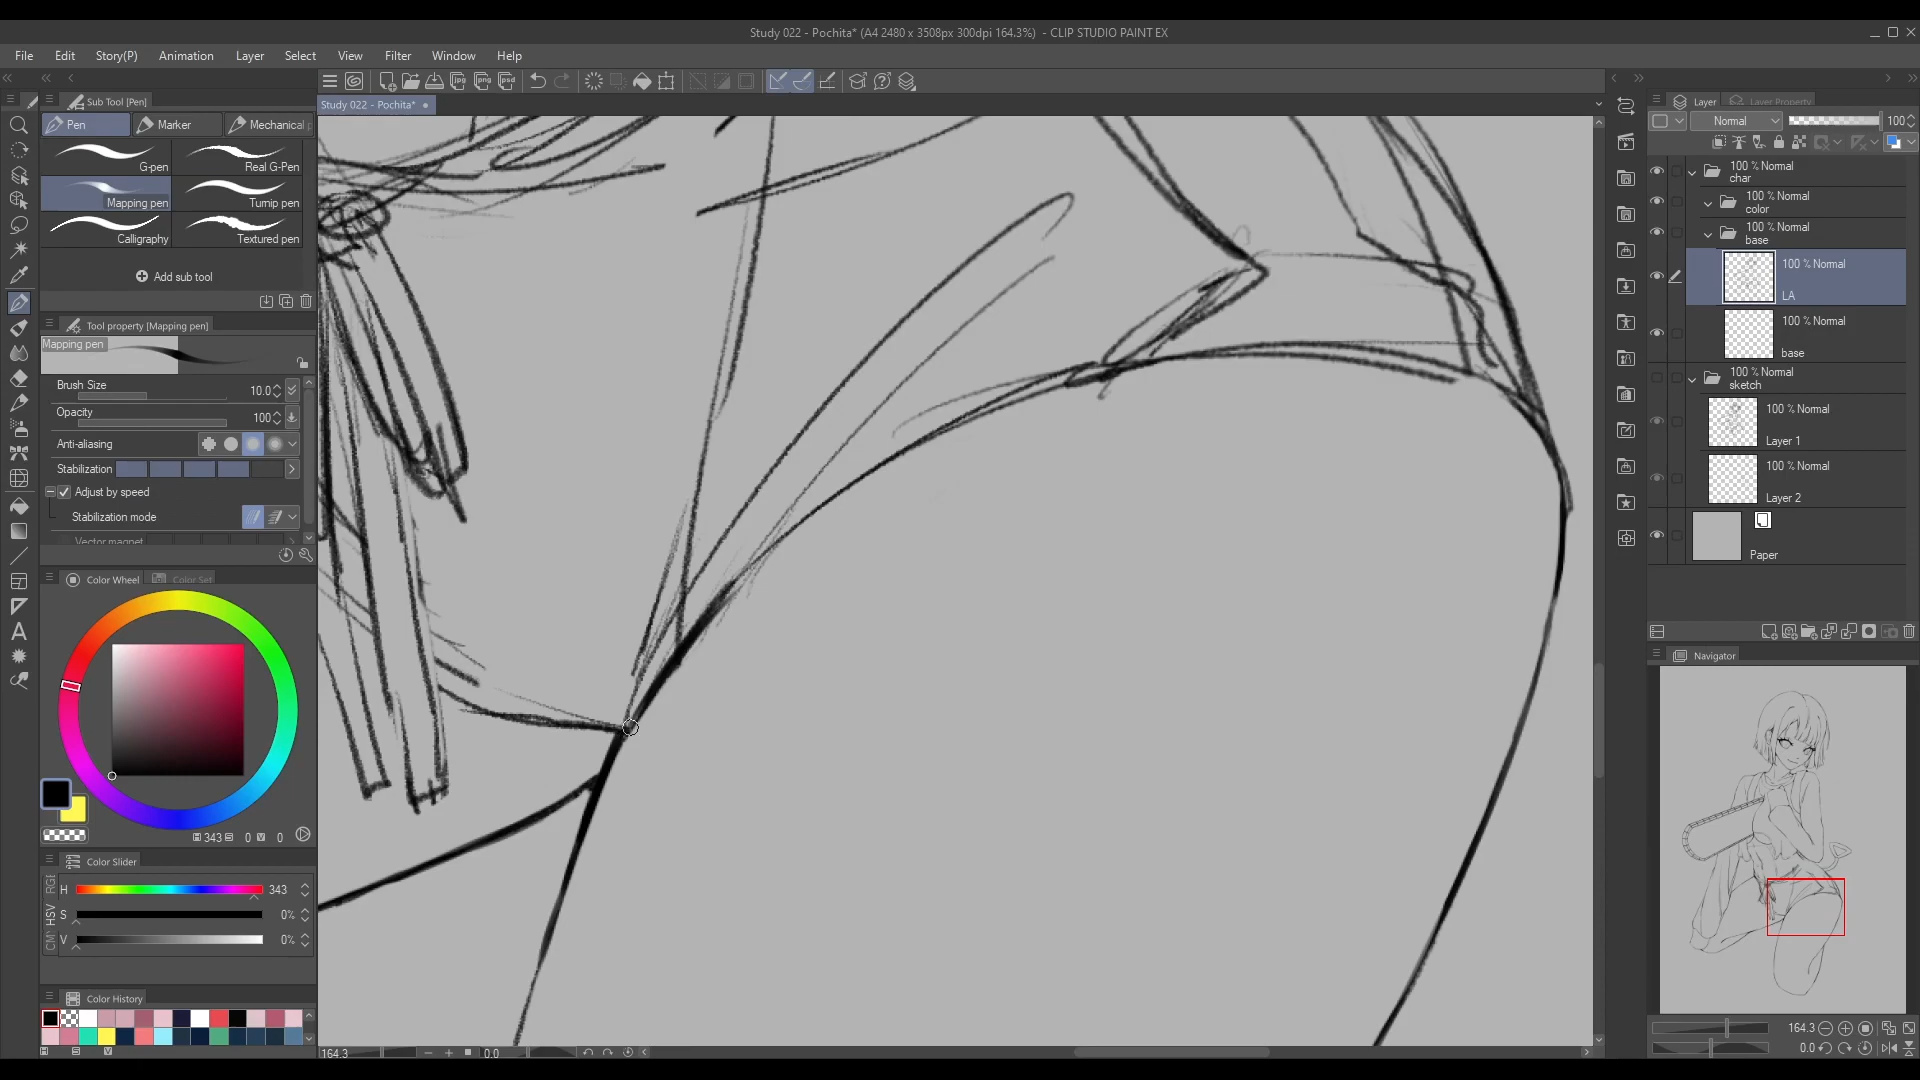 Study 022 - Pochita* (A4 2480 x 3508px 300dpi 164.3%)  - CLIP STUDIO PAINT EX
File Edit Story(P) Animation Layer Select View Filter Window Help
Sub Tool [Pen]
Study 022 - Pochita*
Layer
Layer Property
Pen Marker Mechanical
Normal 100
G-pen Real G-Pen
Mapping pen Turnip pen
Calligraphy Textured pen
Add sub tool
Tool property [Mapping pen]
Mapping pen
Brush Size 10.0
Opacity 100
Anti-aliasing
Stabilization
Adjust by speed
Stabilization mode
Vector magnet
Color Wheel Color Set
H 343 S 0 V 0
Color Slider
RGB
HSV
H 343
S 0%
V 0%
Color History
H S V
164.3 0.0
100 % Normal
char
100 % Normal
color
100 % Normal
base
100 % Normal
LA
100 % Normal
base
100 % Normal
sketch
100 % Normal
Layer 1
100 % Normal
Layer 2
Paper
Navigator
164.3
0.0